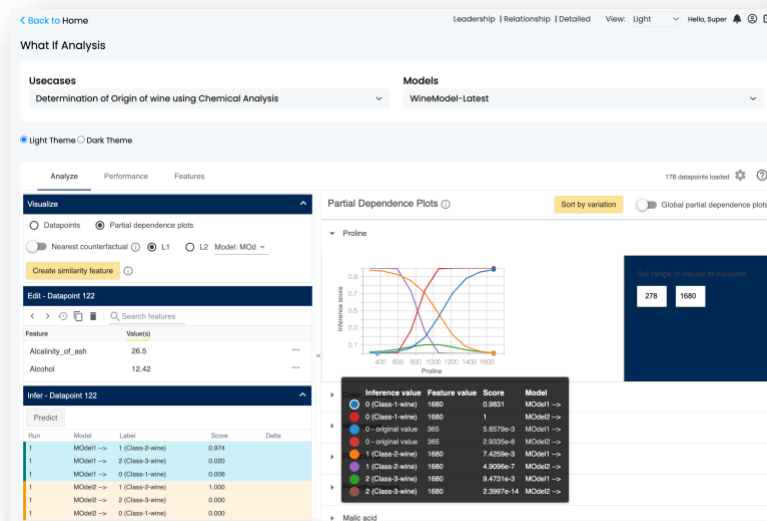 Back to Home
Leadership | Relationship | Detailed View: Light Hello, Super
What If Analysis
Usecases
Determination of Origin of wine using Chemical Analysis
Models
WineModel-Latest
Light Theme Dark Theme
Analyze Performance Features
178 datapoints loaded
Visualize
Datapoints Partial dependence plots
Nearest counterfactual L1 L2 Model: MOd
Create similarity feature
Edit - Datapoint 122
Search features
Feature Value(s)
Alcalinity_of_ash 26.5
Alcohol 12.42
Infer - Datapoint 122
Predict
Run Model Label Score Delta
1 MOdel1 --> 1 (Class-2-wine) 0.974
1 MOdel1 --> 2 (Class-3-wine) 0.020
1 MOdel1 --> 0 (Class-1-wine) 0.006
1 MOdel2 --> 1 (Class-2-wine) 1.000
1 MOdel2 --> 2 (Class-3-wine) 0.000
1 MOdel2 --> 0 (Class-1-wine) 0.000
Partial Dependence Plots
Sort by variation
Global partial dependence plots
Proline
Inference score
0.9
0.7
0.5
0.3
0.1
400 600 800 1000 1200 1400 1600
Proline
Set range of values to visualize
278 1680
Inference value Feature value Score Model
0 (Class-1-wine) 1680 0.9831 MOdel1 -->
0 (Class-1-wine) 1680 1 MOdel2 -->
0 - original value 365 5.8579e-3 MOdel1 -->
0 - original value 365 2.9335e-6 MOdel2 -->
1 (Class-2-wine) 1680 7.4259e-3 MOdel1 -->
1 (Class-2-wine) 1680 4.9096e-7 MOdel2 -->
2 (Class-3-wine) 1680 9.4731e-3 MOdel1 -->
2 (Class-3-wine) 1680 2.3997e-14 MOdel2 -->
Malic acid